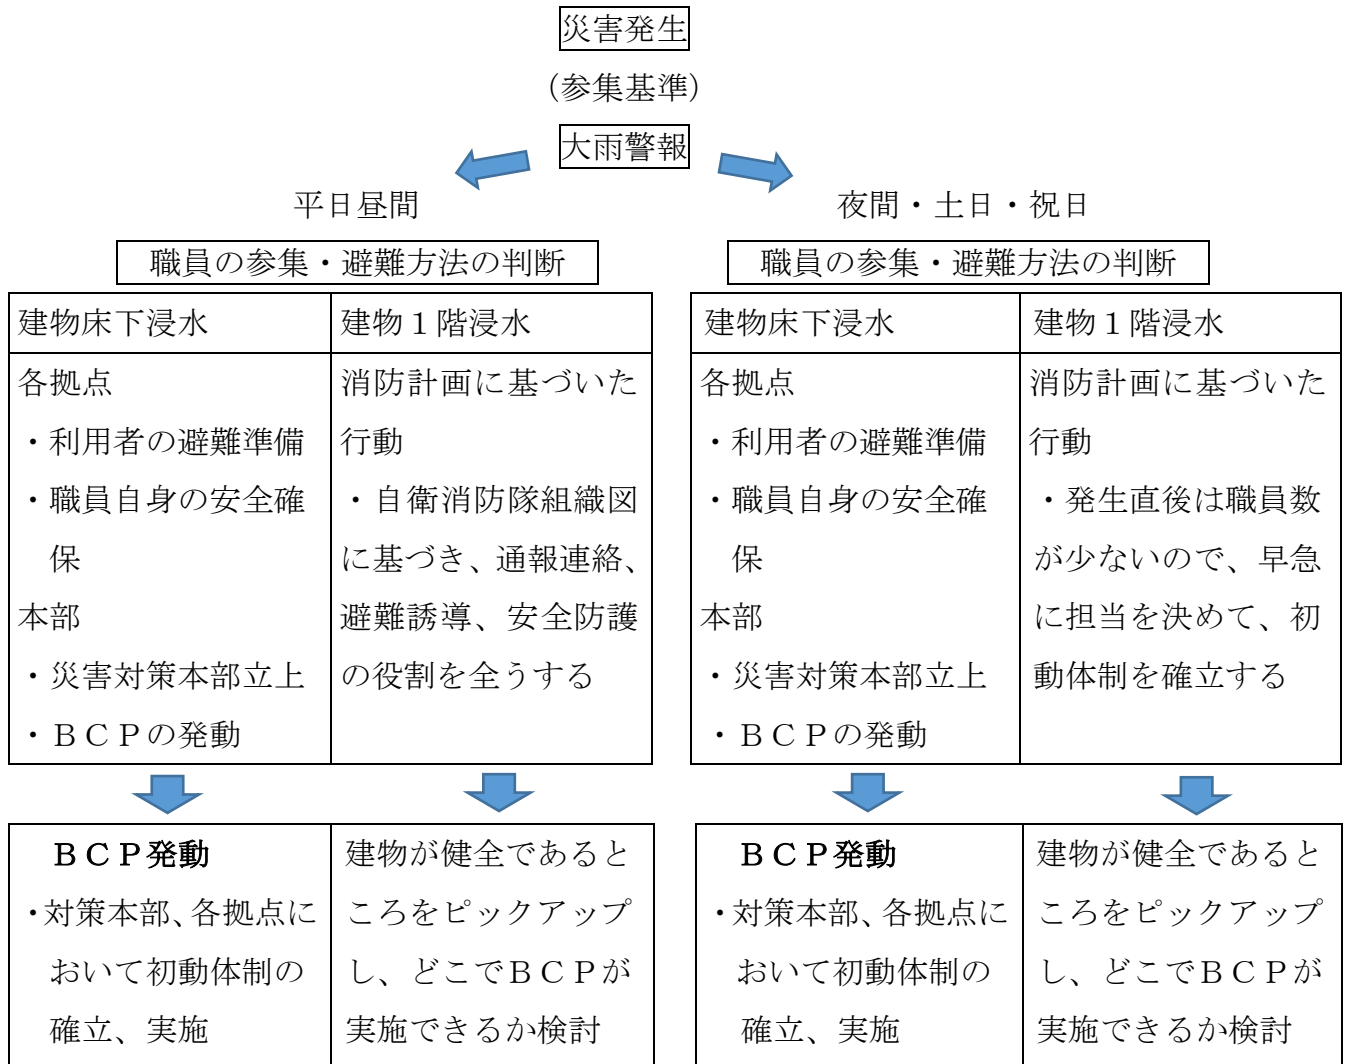 災害発生
（参集基準）
大雨警報
平日昼間
職員の参集・避難方法の判断
建物床下浸水
各拠点
・利用者の避難準備
・職員自身の安全確
保
本部
・災害対策本部立上
・ＢＣＰの発動
建物１階浸水
消防計画に基づいた
行動
・自衛消防隊組織図
に基づき、通報連絡、
避難誘導、安全防護
の役割を全うする
ＢＣＰ発動
・対策本部、各拠点に
おいて初動体制の
確立、実施
建物が健全であると
ころをピックアップ
し、どこでＢＣＰが
実施できるか検討
夜間・土日・祝日
職員の参集・避難方法の判断
建物床下浸水
各拠点
・利用者の避難準備
・職員自身の安全確
保
本部
・災害対策本部立上
・ＢＣＰの発動
建物１階浸水
消防計画に基づいた
行動
・発生直後は職員数
が少ないので、早急
に担当を決めて、初
動体制を確立する
ＢＣＰ発動
・対策本部、各拠点に
おいて初動体制の
確立、実施
建物が健全であると
ころをピックアップ
し、どこでＢＣＰが
実施できるか検討